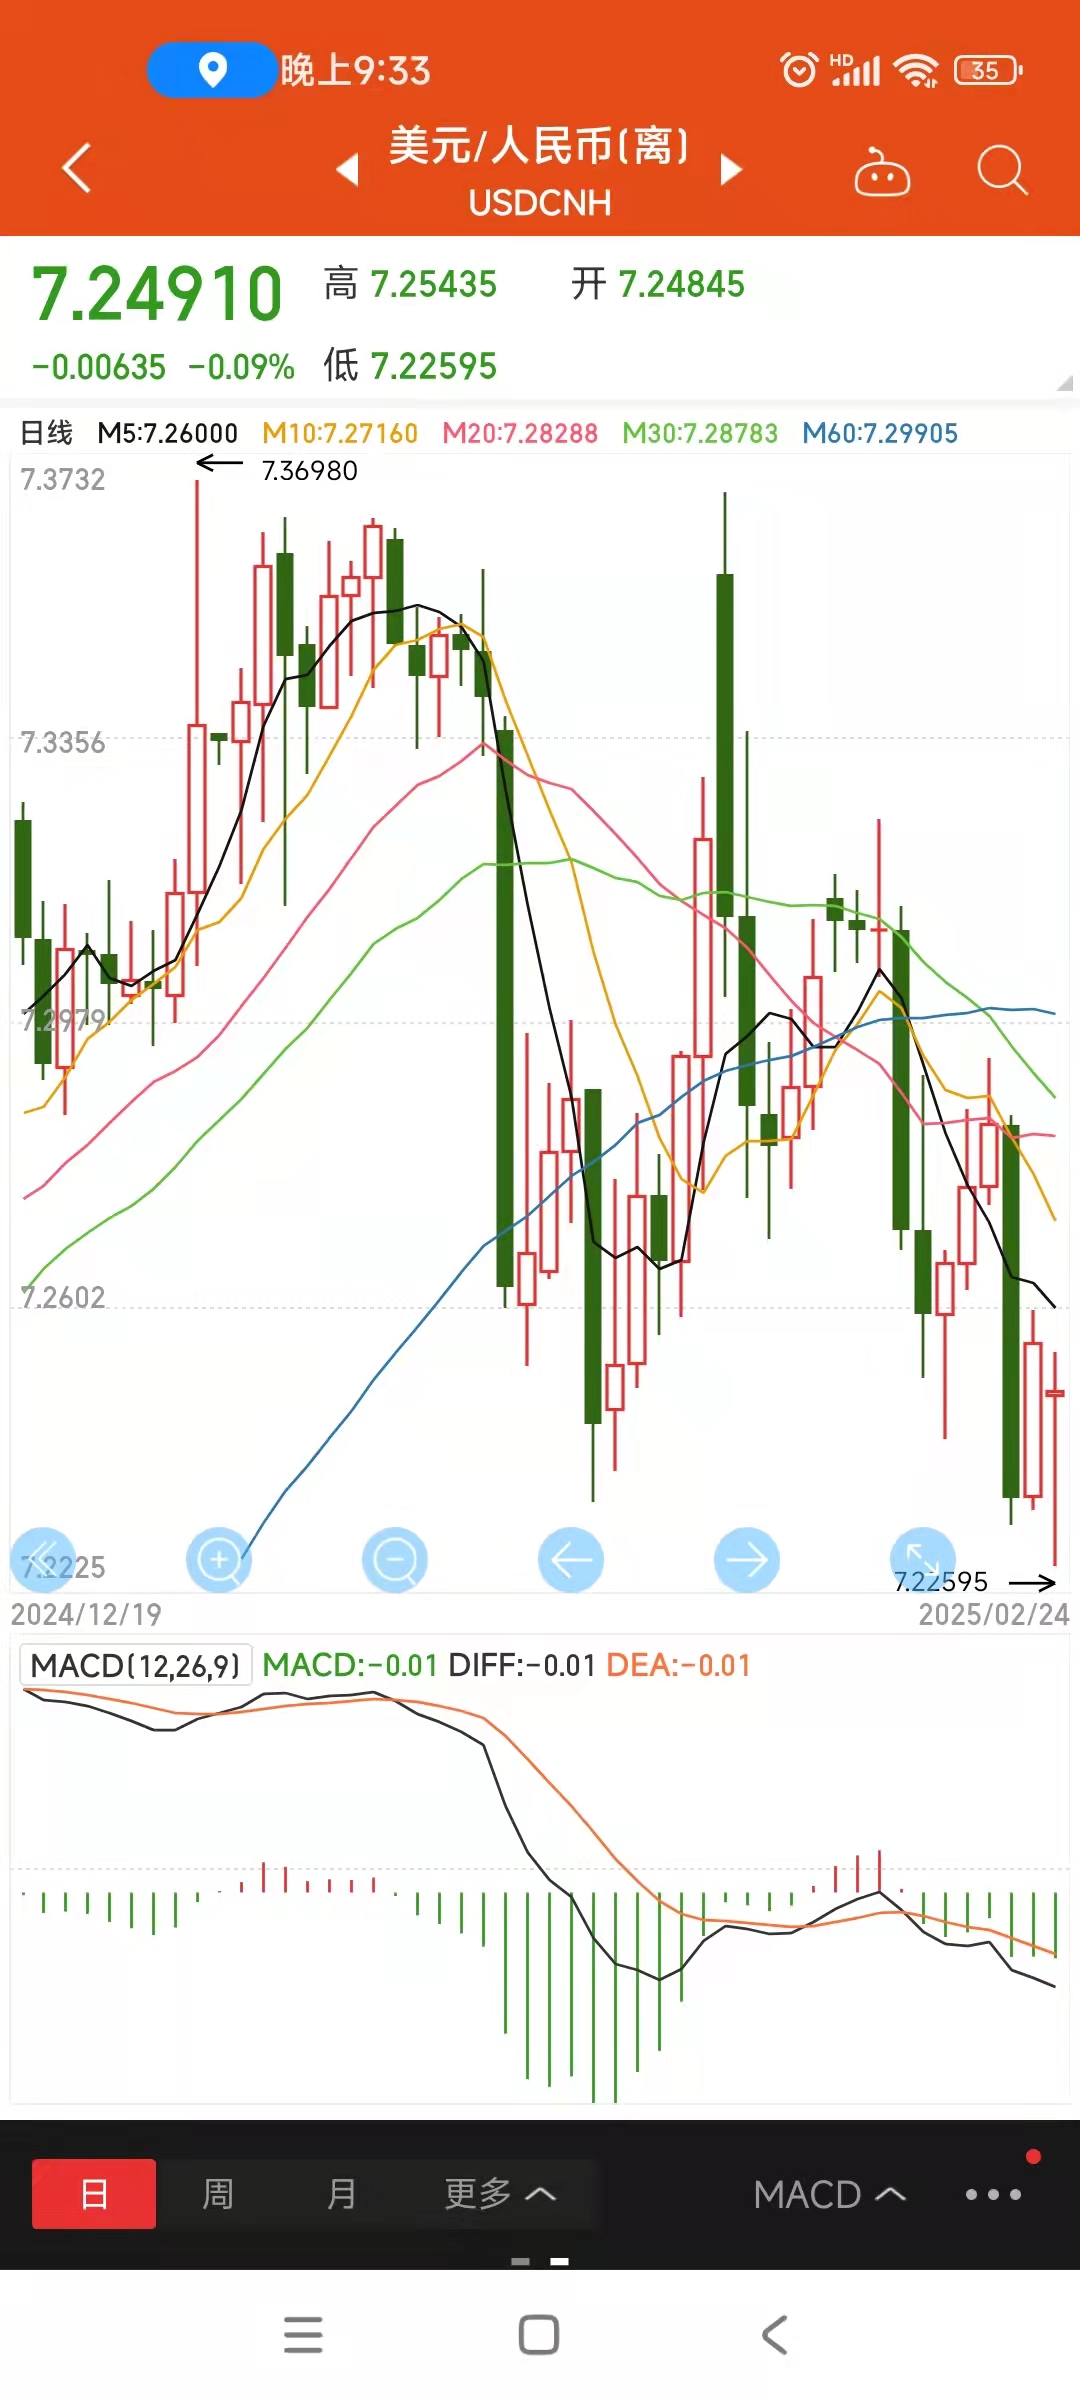 晚上9:33 HD 35
美元/人民币(离)
USDCNH
7.24910 高 7.25435 开 7.24845
-0.00635 -0.09% 低 7.22595
日线 M5:7.26000 M10:7.27160 M20:7.28288 M30:7.28783 M60:7.29905
7.3732
7.36980
7.3356
7.2979
7.2602
7.2225
7.22595
2024/12/19 2025/02/24
MACD(12,26,9) MACD:-0.01 DIFF:-0.01 DEA:-0.01
日 周 月 更多 MACD